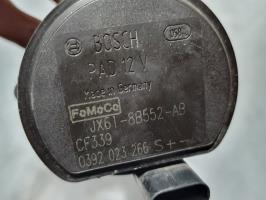 BOSCH
PAD 12 V
Made in Germany
FoMoCo
JX6T-8B552-AB
CF339
0392 023 266 S + -